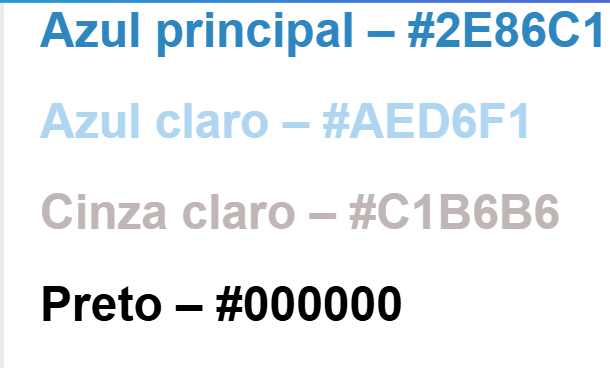 Azul principal – #2E86C1
Azul claro – #AED6F1
Cinza claro – #C1B6B6
Preto – #000000